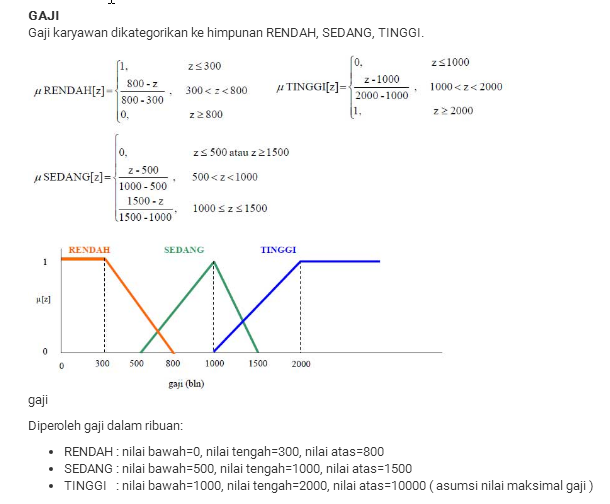 GAJI
Gaji karyawan dikategorikan ke himpunan RENDAH, SEDANG, TINGGI.
μ RENDAH[z]=
1, z≤300
800 - z
800 - 300 , 300 < z < 800
0, z ≥ 800
μ TINGGI[z]=
0, z≤1000
z - 1000
2000 - 1000 , 1000 < z < 2000
1, z ≥ 2000
μ SEDANG[z]=
0, z ≤ 500 atau z ≥ 1500
z - 500
1000 - 500 , 500 < z < 1000
1500 - z
1500 - 1000 , 1000 ≤ z ≤ 1500
RENDAH SEDANG TINGGI
1
μ[z]
0
0 300 500 800 1000 1500 2000
gaji (bln)
gaji
Diperoleh gaji dalam ribuan:
• RENDAH : nilai bawah=0, nilai tengah=300, nilai atas=800
• SEDANG : nilai bawah=500, nilai tengah=1000, nilai atas=1500
• TINGGI : nilai bawah=1000, nilai tengah=2000, nilai atas=10000 ( asumsi nilai maksimal gaji )